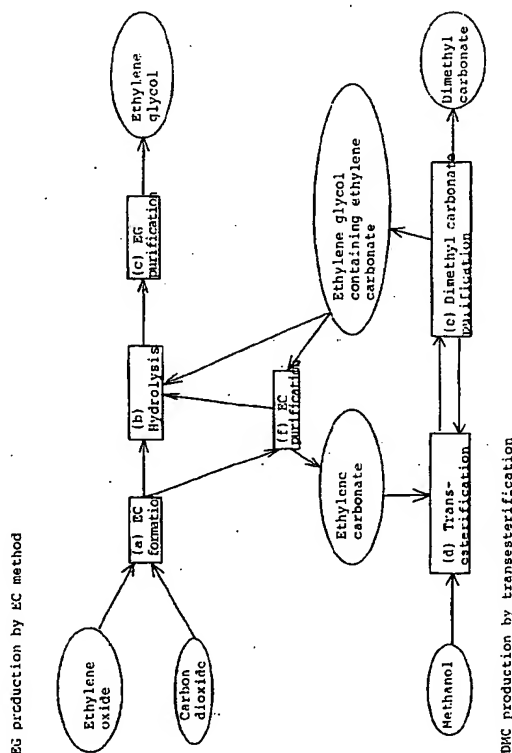 EG production by EC method
Ethylene
oxide
Carbon
dioxide
(a) EC
formation
(b)
Hydrolysis
(c) EG
purification
Ethylene
glycol
(f) EC
purification
Ethylene
carbonate
Ethylene glycol
containing ethylene
carbonate
Methanol
(d) Trans-
esterification
(e) Dimethyl carbonate
purification
Dimethyl
carbonate
DMC production by transesterification